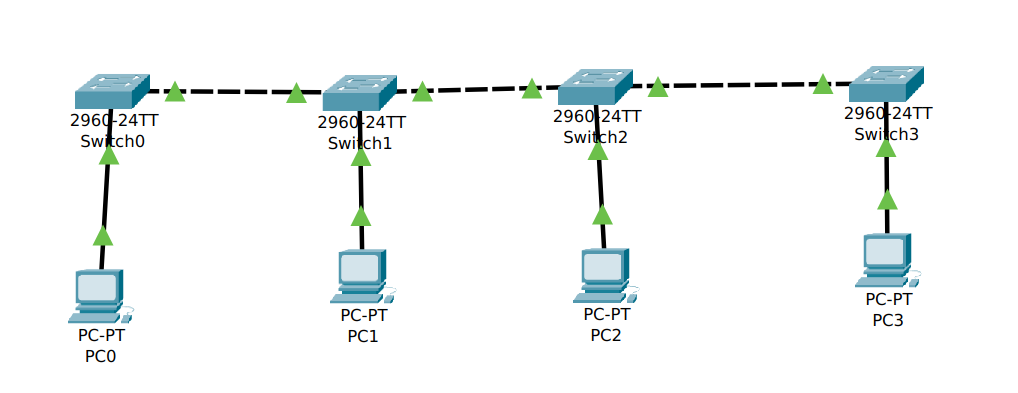 2960-24TT
Switch0
2960-24TT
Switch1
2960-24TT
Switch2
2960-24TT
Switch3
PC-PT
PC0
PC-PT
PC1
PC-PT
PC2
PC-PT
PC3